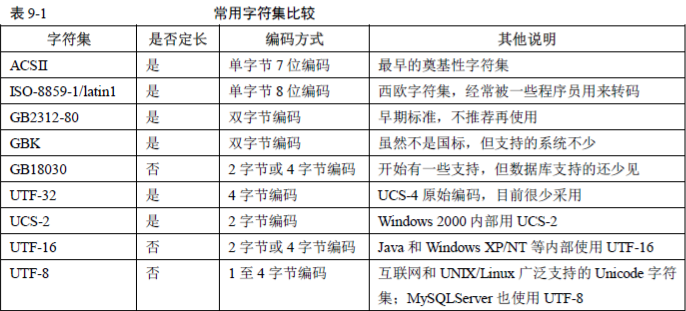 表 9-1 常用字符集比较
字符集 是否定长 编码方式 其他说明
ACSII 是 单字节 7 位编码 最早的奠基性字符集
ISO-8859-1/latin1 是 单字节 8 位编码 西欧字符集，经常被一些程序员用来转码
GB2312-80 是 双字节编码 早期标准，不推荐再使用
GBK 是 双字节编码 虽然不是国标，但支持的系统不少
GB18030 否 2 字节或 4 字节编码 开始有一些支持，但数据库支持的还少见
UTF-32 是 4 字节编码 UCS-4 原始编码，目前很少采用
UCS-2 是 2 字节编码 Windows 2000 内部用 UCS-2
UTF-16 否 2 字节或 4 字节编码 Java 和 Windows XP/NT 等内部使用 UTF-16
UTF-8 否 1 至 4 字节编码 互联网和 UNIX/Linux 广泛支持的 Unicode 字符
集；MySQLServer 也使用 UTF-8